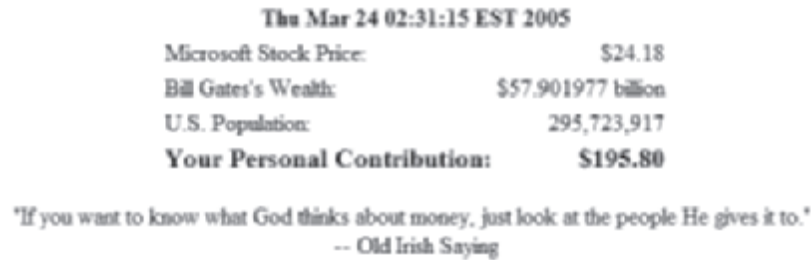 Thu Mar 24 02:31:15 EST 2005
Microsoft Stock Price: $24.18
Bill Gates's Wealth: $57.901977 billion
U.S. Population: 295,723,917
Your Personal Contribution: $195.80
"If you want to know what God thinks about money, just look at the people He gives it to."
-- Old Irish Saying